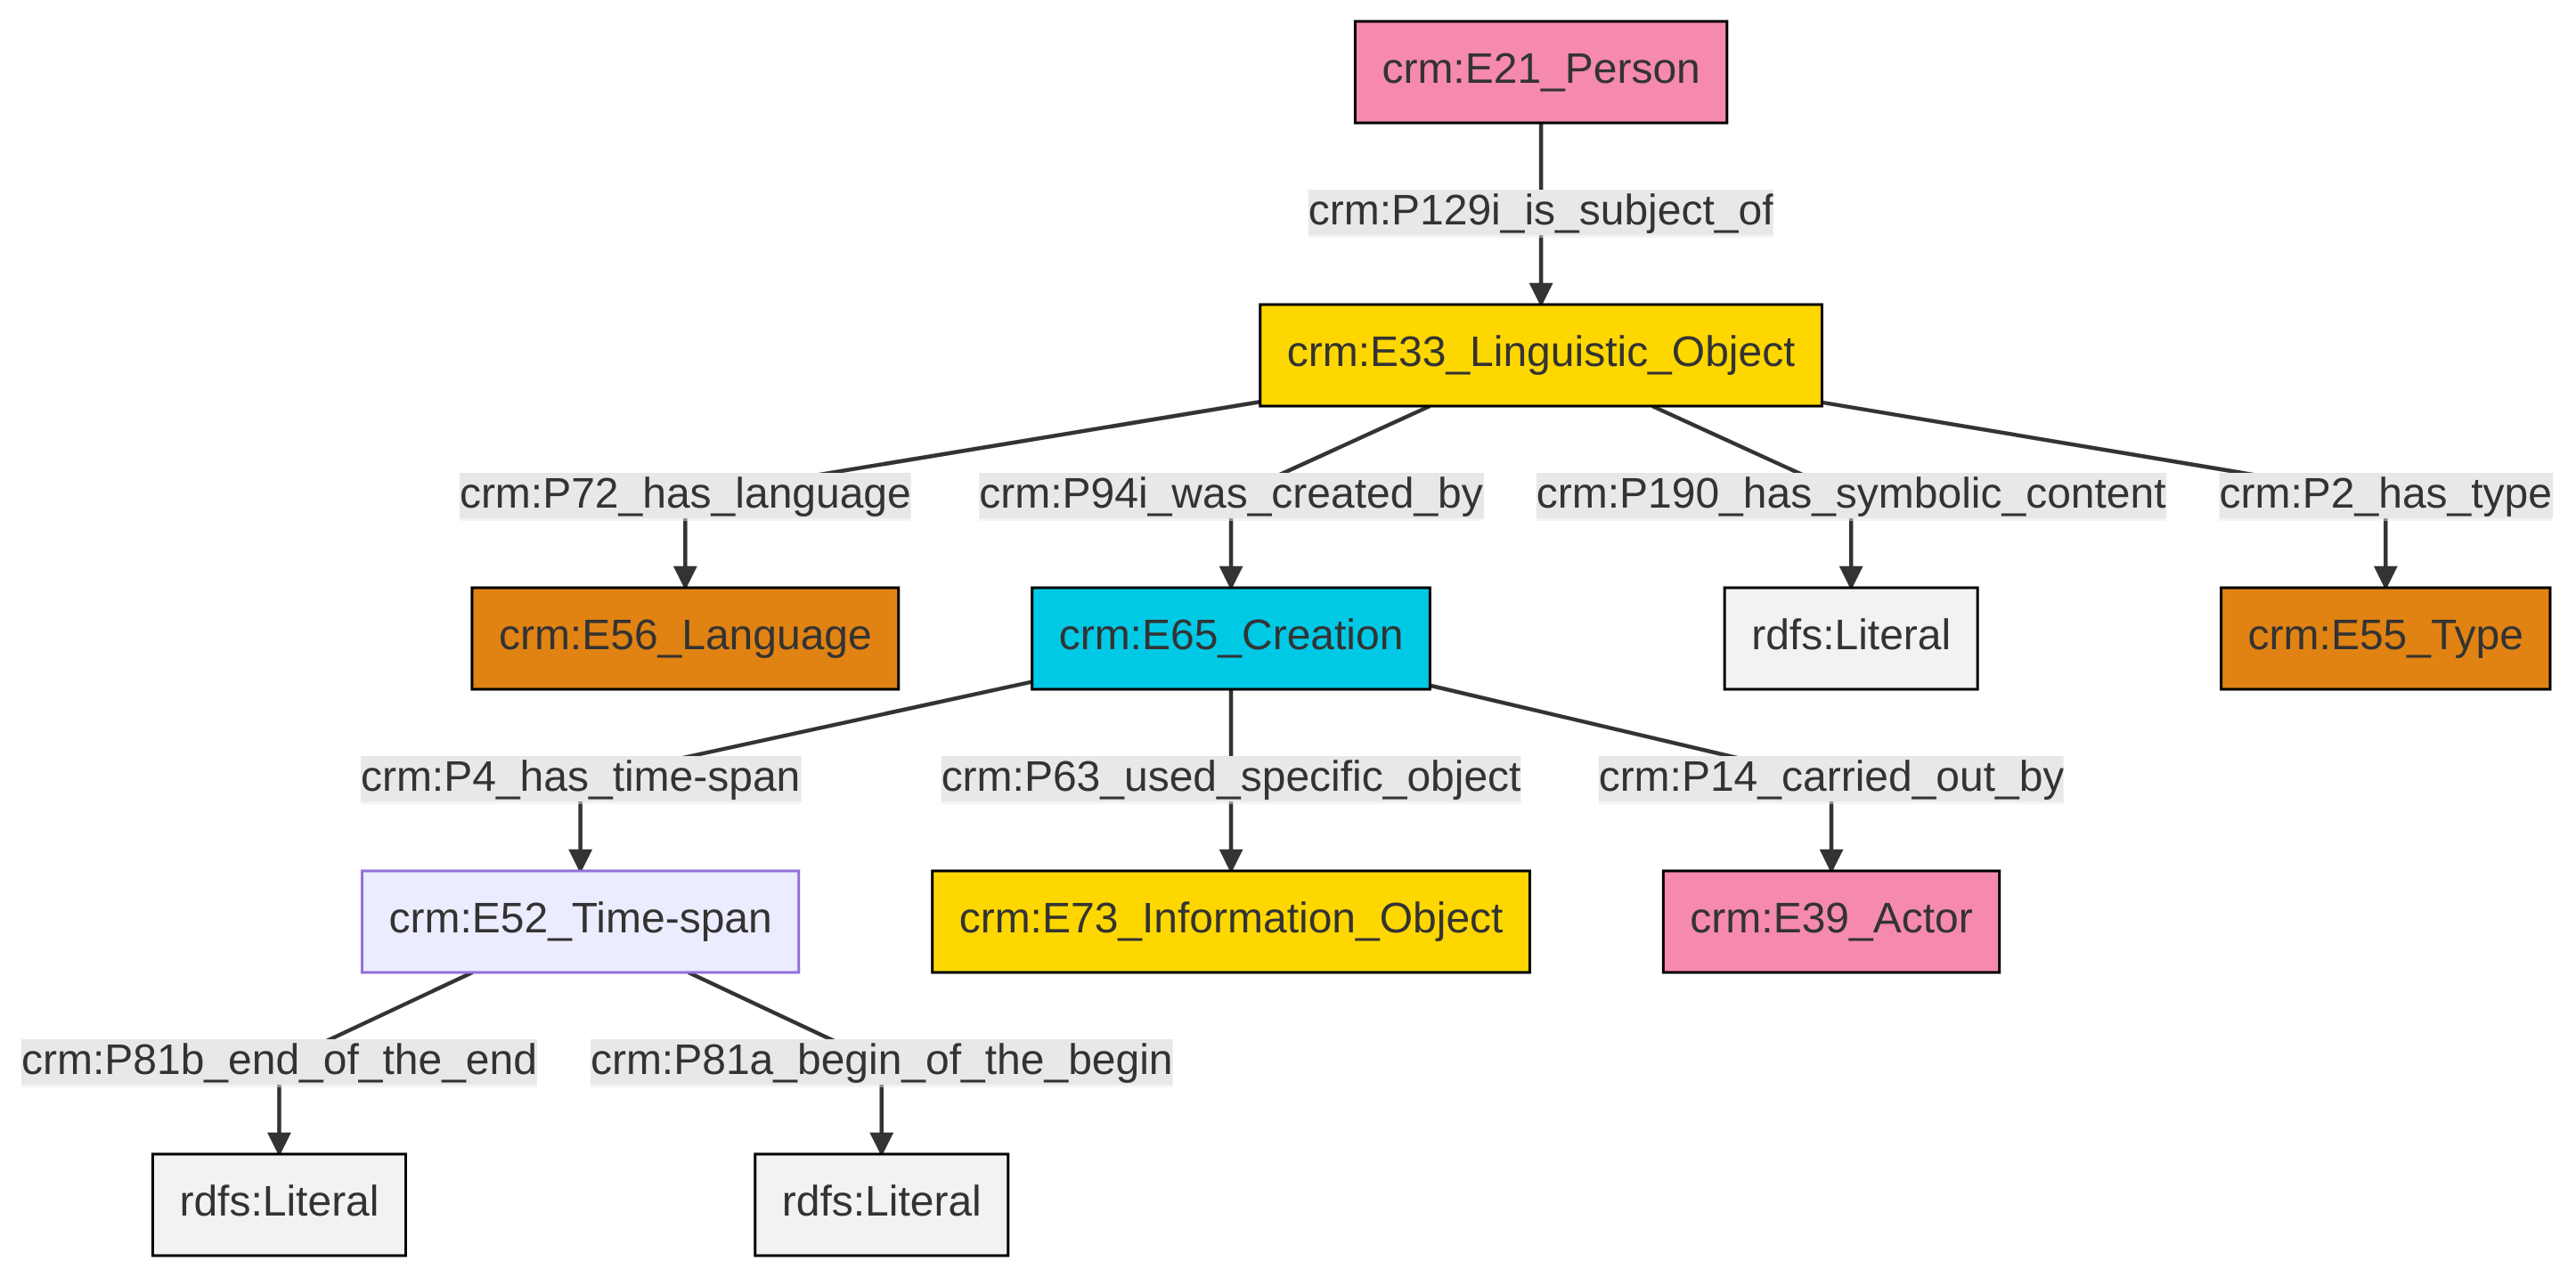 crm:E21_Person
crm:P129i_is_subject_of
crm:E33_Linguistic_Object
crm:P72_has_language
crm:P94i_was_created_by
crm:P190_has_symbolic_content
crm:P2_has_type
crm:E56_Language
crm:E65_Creation
rdfs:Literal
crm:E55_Type
crm:P4_has_time-span
crm:P63_used_specific_object
crm:P14_carried_out_by
crm:E52_Time-span
crm:E73_Information_Object
crm:E39_Actor
crm:P81b_end_of_the_end
crm:P81a_begin_of_the_begin
rdfs:Literal
rdfs:Literal